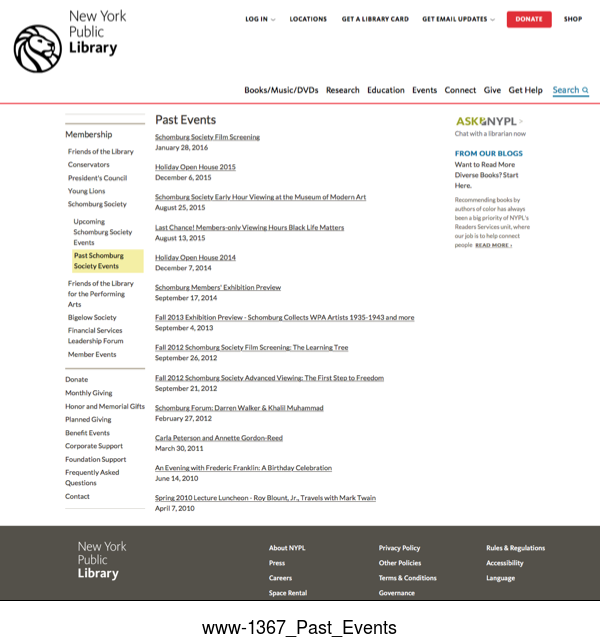 New York
Public
Library
LOG IN
LOCATIONS
GET A LIBRARY CARD
GET EMAIL UPDATES
DONATE
SHOP
Books/Music/DVDs Research Education Events Connect Give Get Help Search
Membership
Friends of the Library
Conservators
President's Council
Young Lions
Schomburg Society
Upcoming
Schomburg Society
Events
Past Schomburg
Society Events
Friends of the Library
for the Performing
Arts
Bigelow Society
Financial Services
Leadership Forum
Member Events
Donate
Monthly Giving
Honor and Memorial Gifts
Planned Giving
Benefit Events
Corporate Support
Foundation Support
Frequently Asked
Questions
Contact
Past Events
Schomburg Society Film Screening
January 28, 2016
Holiday Open House 2015
December 6, 2015
Schomburg Society Early Hour Viewing at the Museum of Modern Art
August 25, 2015
Last Chance! Members-only Viewing Hours Black Life Matters
August 13, 2015
Holiday Open House 2014
December 7, 2014
Schomburg Members' Exhibition Preview
September 17, 2014
Fall 2013 Exhibition Preview - Schomburg Collects WPA Artists 1935-1943 and more
September 4, 2013
Fall 2012 Schomburg Society Film Screening: The Learning Tree
September 26, 2012
Fall 2012 Schomburg Society Advanced Viewing: The First Step to Freedom
September 21, 2012
Schomburg Forum: Darren Walker & Khalil Muhammad
February 27, 2012
Carla Peterson and Annette Gordon-Reed
March 30, 2011
An Evening with Frederic Franklin: A Birthday Celebration
June 14, 2010
Spring 2010 Lecture Luncheon - Roy Blount, Jr., Travels with Mark Twain
April 7, 2010
ASK NYPL >
Chat with a librarian now
FROM OUR BLOGS
Want to Read More
Diverse Books? Start
Here.
Recommending books by
authors of color has always
been a big priority of NYPL's
Readers Services unit, where
our job is to help connect
people READ MORE ›
New York
Public
Library
About NYPL
Press
Careers
Space Rental
Privacy Policy
Other Policies
Terms & Conditions
Governance
Rules & Regulations
Accessibility
Language
www-1367_Past_Events